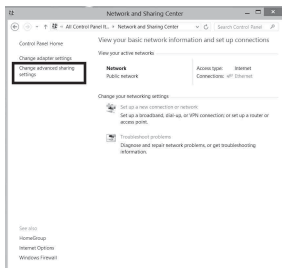 Network and Sharing Center
« All Control Panel It... › Network and Sharing Center
Search Control Panel
Control Panel Home
Change adapter settings
Change advanced sharing
settings
View your basic network information and set up connections
View your active networks
Network
Public network
Access type: Internet
Connections: Ethernet
Change your networking settings
Set up a new connection or network
Set up a broadband, dial-up, or VPN connection; or set up a router or
access point.
Troubleshoot problems
Diagnose and repair network problems, or get troubleshooting
information.
See also
HomeGroup
Internet Options
Windows Firewall